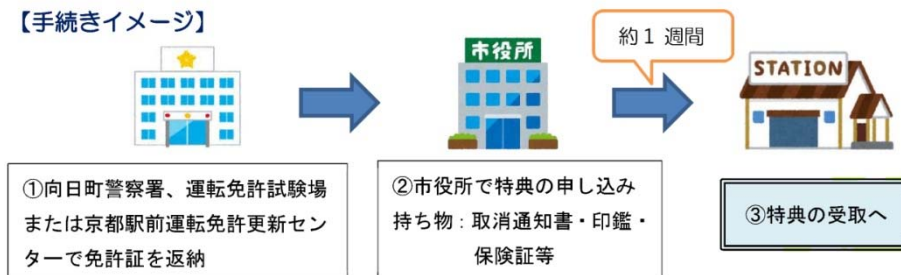 【手続きイメージ】
市役所
約１週間
STATION
①向日町警察署、運転免許試験場
または京都駅前運転免許更新セン
ターで免許証を返納
②市役所で特典の申し込み
持ち物：取消通知書・印鑑・
保険証等
③特典の受取へ